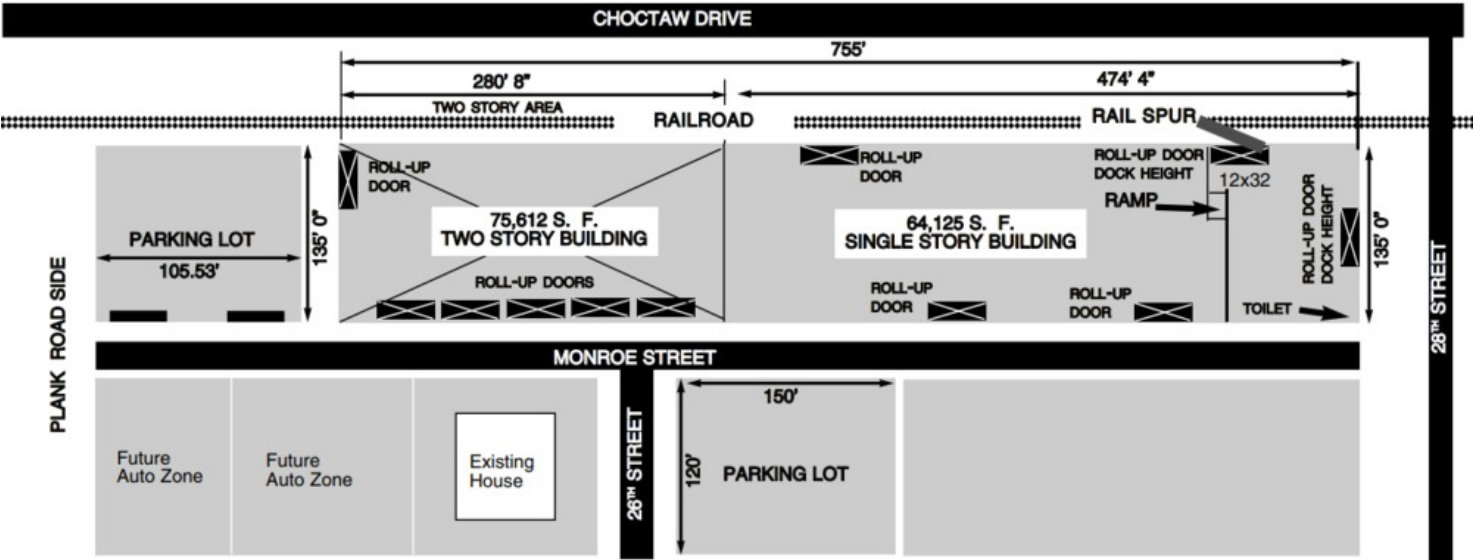 CHOCTAW DRIVE
755'
280' 8"
474' 4"
TWO STORY AREA
RAILROAD
RAIL SPUR
ROLL-UP
DOOR
ROLL-UP
DOOR
ROLL-UP DOOR
DOCK HEIGHT
12x32
RAMP
ROLL-UP DOOR
DOCK HEIGHT
135' 0"
135' 0"
PARKING LOT
105.53'
75,612 S. F.
TWO STORY BUILDING
64,125 S. F.
SINGLE STORY BUILDING
ROLL-UP DOORS
ROLL-UP
DOOR
ROLL-UP
DOOR
TOILET
PLANK ROAD SIDE
28TH STREET
MONROE STREET
Future
Auto Zone
Future
Auto Zone
Existing
House
26TH STREET
150'
120'
PARKING LOT